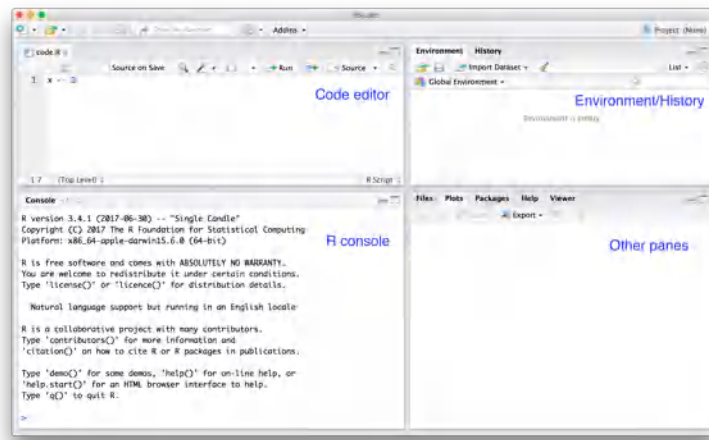 RStudio
Go to file/function
Addins
Project: (None)
code.R
Source on Save
Run
Source
1 x <- 3
Code editor
1:7 (Top Level)
R Script
Environment History
Import Dataset
List
Global Environment
Environment/History
Environment is empty
Console
R version 3.4.1 (2017-06-30) -- "Single Candle"
Copyright (C) 2017 The R Foundation for Statistical Computing
Platform: x86_64-apple-darwin15.6.0 (64-bit)
R console
R is free software and comes with ABSOLUTELY NO WARRANTY.
You are welcome to redistribute it under certain conditions.
Type 'license()' or 'licence()' for distribution details.
Natural language support but running in an English locale
R is a collaborative project with many contributors.
Type 'contributors()' for more information and
'citation()' on how to cite R or R packages in publications.
Type 'demo()' for some demos, 'help()' for on-line help, or
'help.start()' for an HTML browser interface to help.
Type 'q()' to quit R.
>
Files Plots Packages Help Viewer
Export
Other panes